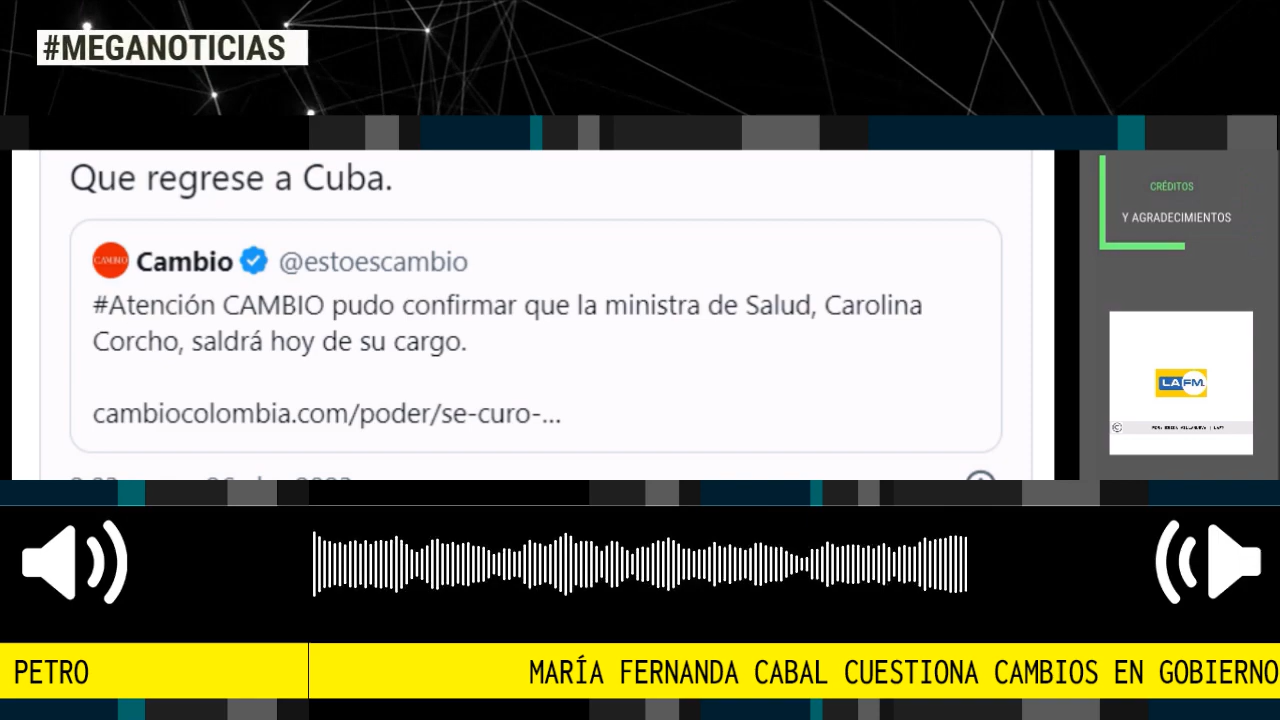 #MEGANOTICIAS
Que regrese a Cuba.
CAMBIO
Cambio @estoescambio
#Atención CAMBIO pudo confirmar que la ministra de Salud, Carolina
Corcho, saldrá hoy de su cargo.
cambiocolombia.com/poder/se-curo-...
CRÉDITOS
Y AGRADECIMIENTOS
LA FM
PETRO
MARÍA FERNANDA CABAL CUESTIONA CAMBIOS EN GOBIERNO